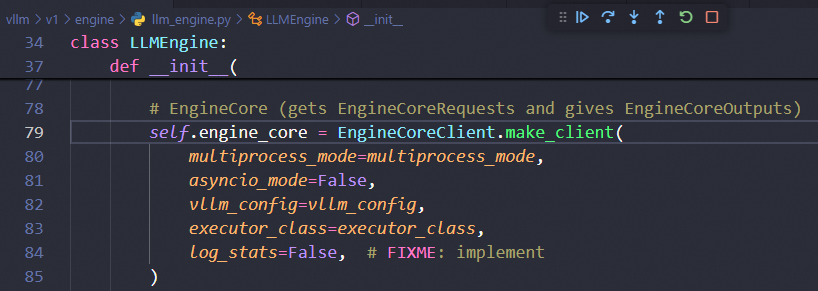 vllm > v1 > engine > llm_engine.py > LLMEngine > __init__
34 class LLMEngine:
37 def __init__(
77
78 # EngineCore (gets EngineCoreRequests and gives EngineCoreOutputs)
79 self.engine_core = EngineCoreClient.make_client(
80 multiprocess_mode=multiprocess_mode,
81 asyncio_mode=False,
82 vllm_config=vllm_config,
83 executor_class=executor_class,
84 log_stats=False,  # FIXME: implement
85 )